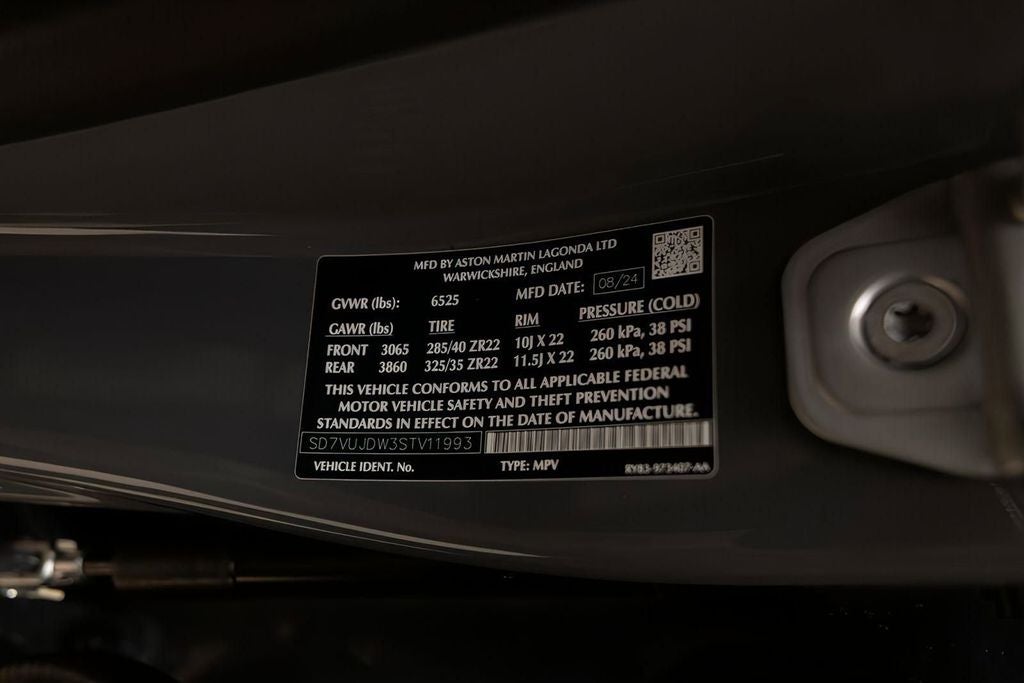 MFD BY ASTON MARTIN LAGONDA LTD
WARWICKSHIRE, ENGLAND
GVWR (lbs): 6525 MFD DATE: 08/24
GAWR (lbs) TIRE RIM PRESSURE (COLD)
FRONT 3065 285/40 ZR22 10J X 22 260 kPa, 38 PSI
REAR 3860 325/35 ZR22 11.5J X 22 260 kPa, 38 PSI
THIS VEHICLE CONFORMS TO ALL APPLICABLE FEDERAL
MOTOR VEHICLE SAFETY AND THEFT PREVENTION
STANDARDS IN EFFECT ON THE DATE OF MANUFACTURE.
SD7VUJDW3STV11993
VEHICLE IDENT. No. TYPE: MPV RY83-973407-AA